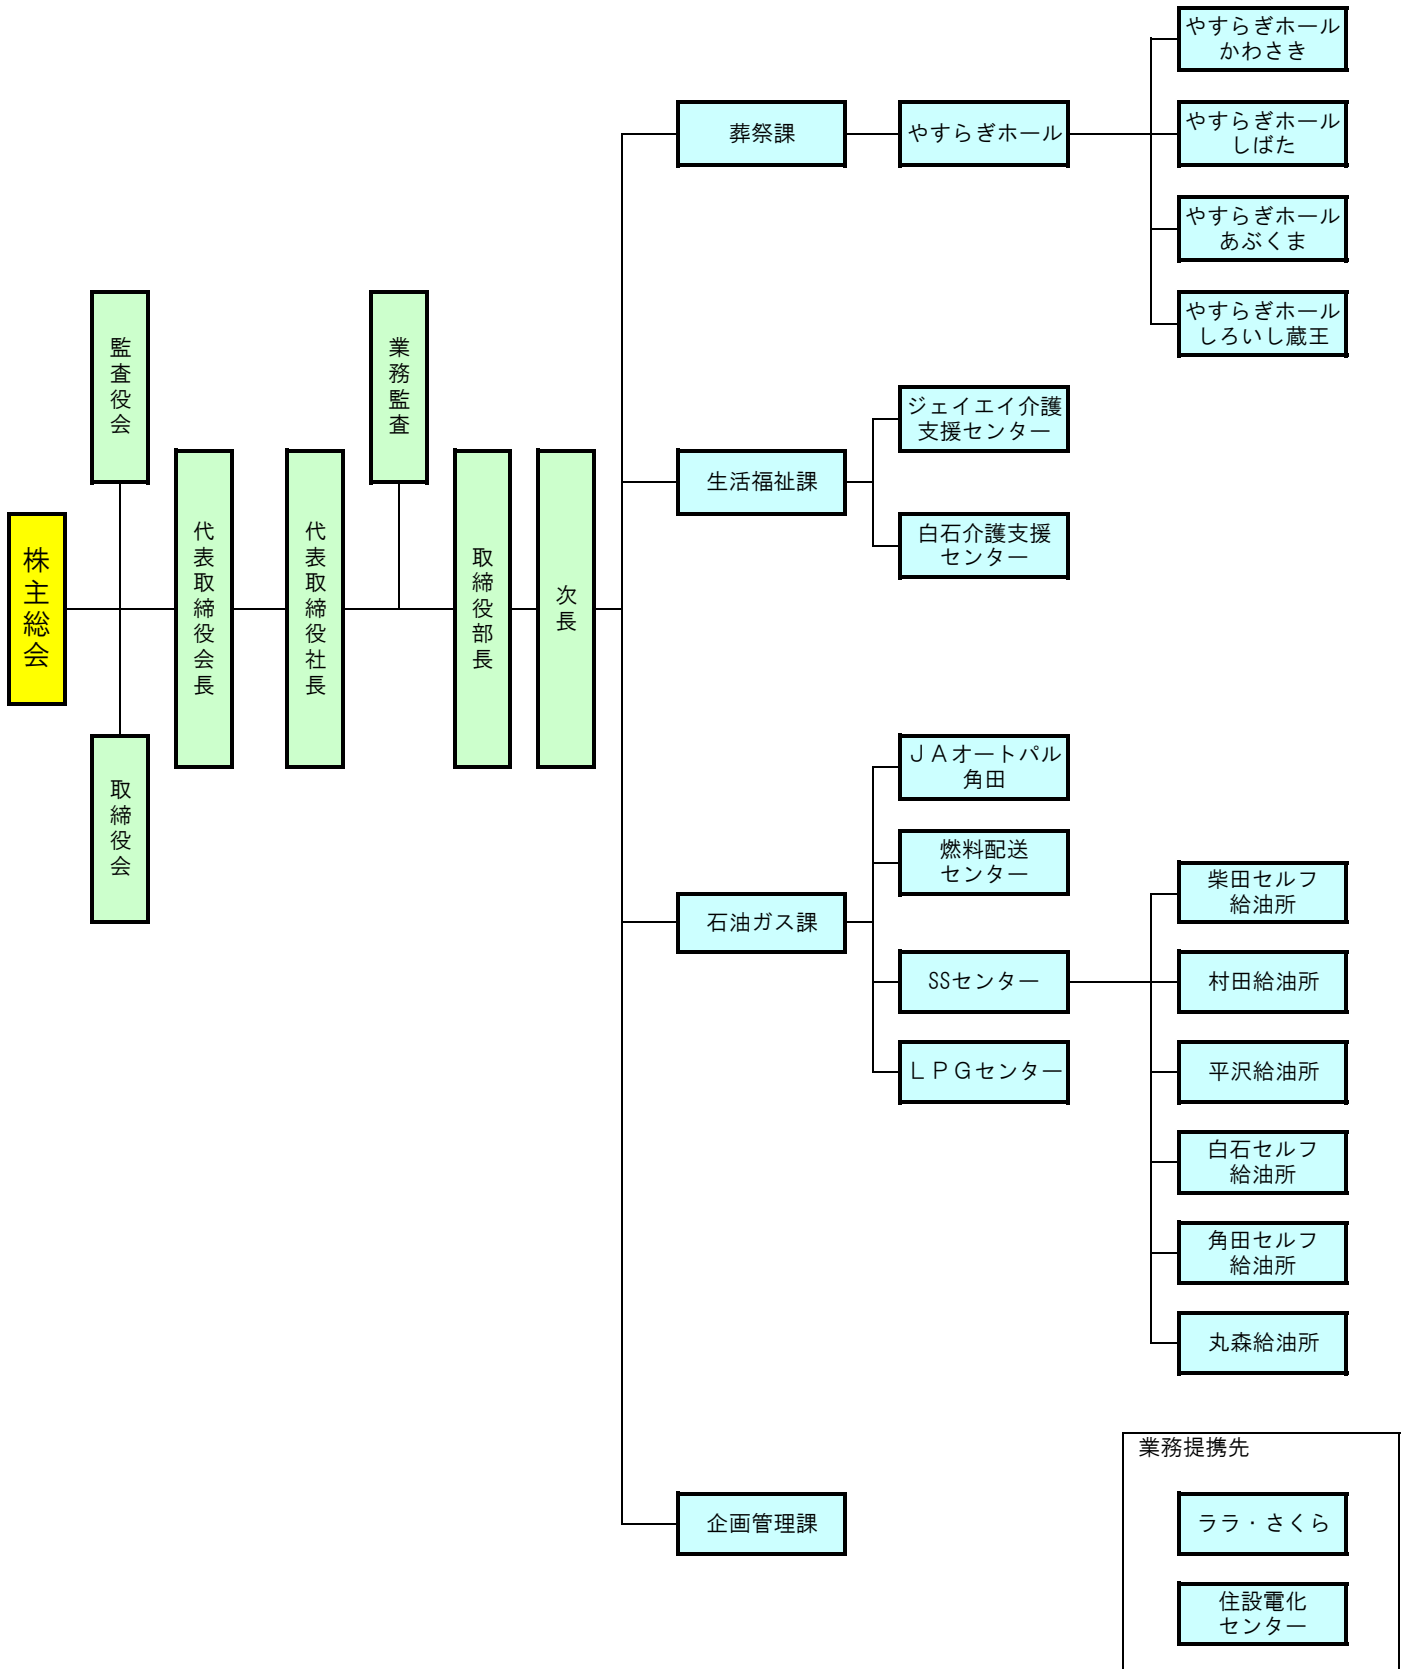 株主総会
監査役会
取締役会
代表取締役会長
代表取締役社長
業務監査
取締役部長
次長
葬祭課
やすらぎホール
やすらぎホール
かわさき
やすらぎホール
しばた
やすらぎホール
あぶくま
やすらぎホール
しろいし蔵王
生活福祉課
ジェイエイ介護
支援センター
白石介護支援
センター
石油ガス課
ＪＡオートパル
角田
燃料配送
センター
SSセンター
ＬＰＧセンター
柴田セルフ
給油所
村田給油所
平沢給油所
白石セルフ
給油所
角田セルフ
給油所
丸森給油所
企画管理課
業務提携先
ララ・さくら
住設電化
センター